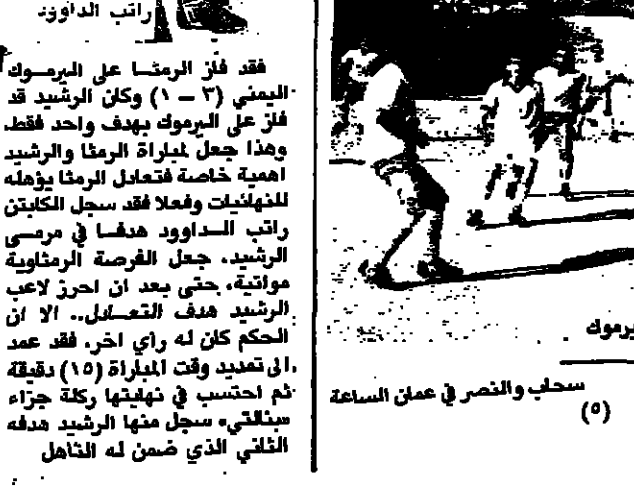 راتب الداوود
فقد فاز الرمثا على اليرموك
اليمني (٣ – ١) وكان الرشيد قد
فاز على اليرموك بهدف واحد فقط.
وهذا جعل لمباراة الرمثا والرشيد
اهمية خاصة فتعادل الرمثا يؤهله
للنهائيات وفعلا فقد سجل الكابتن
راتب الداوود هدفا في مرمى
الرشيد، جعل الفرصة الرمثاوية
مواتية، حتى بعد ان احرز لاعب
الرشيد هدف التعادل.. الا ان
الحكم كان له راي اخر، فقد عمد
الى تمديد وقت المباراة (١٥) دقيقة
ثم احتسب في نهايتها ركلة جزاء
«بنالتي» سجل منها الرشيد هدفه
الثاني الذي ضمن له التاهل
يرموك
سحاب والنصر في عمان الساعة
(٥)